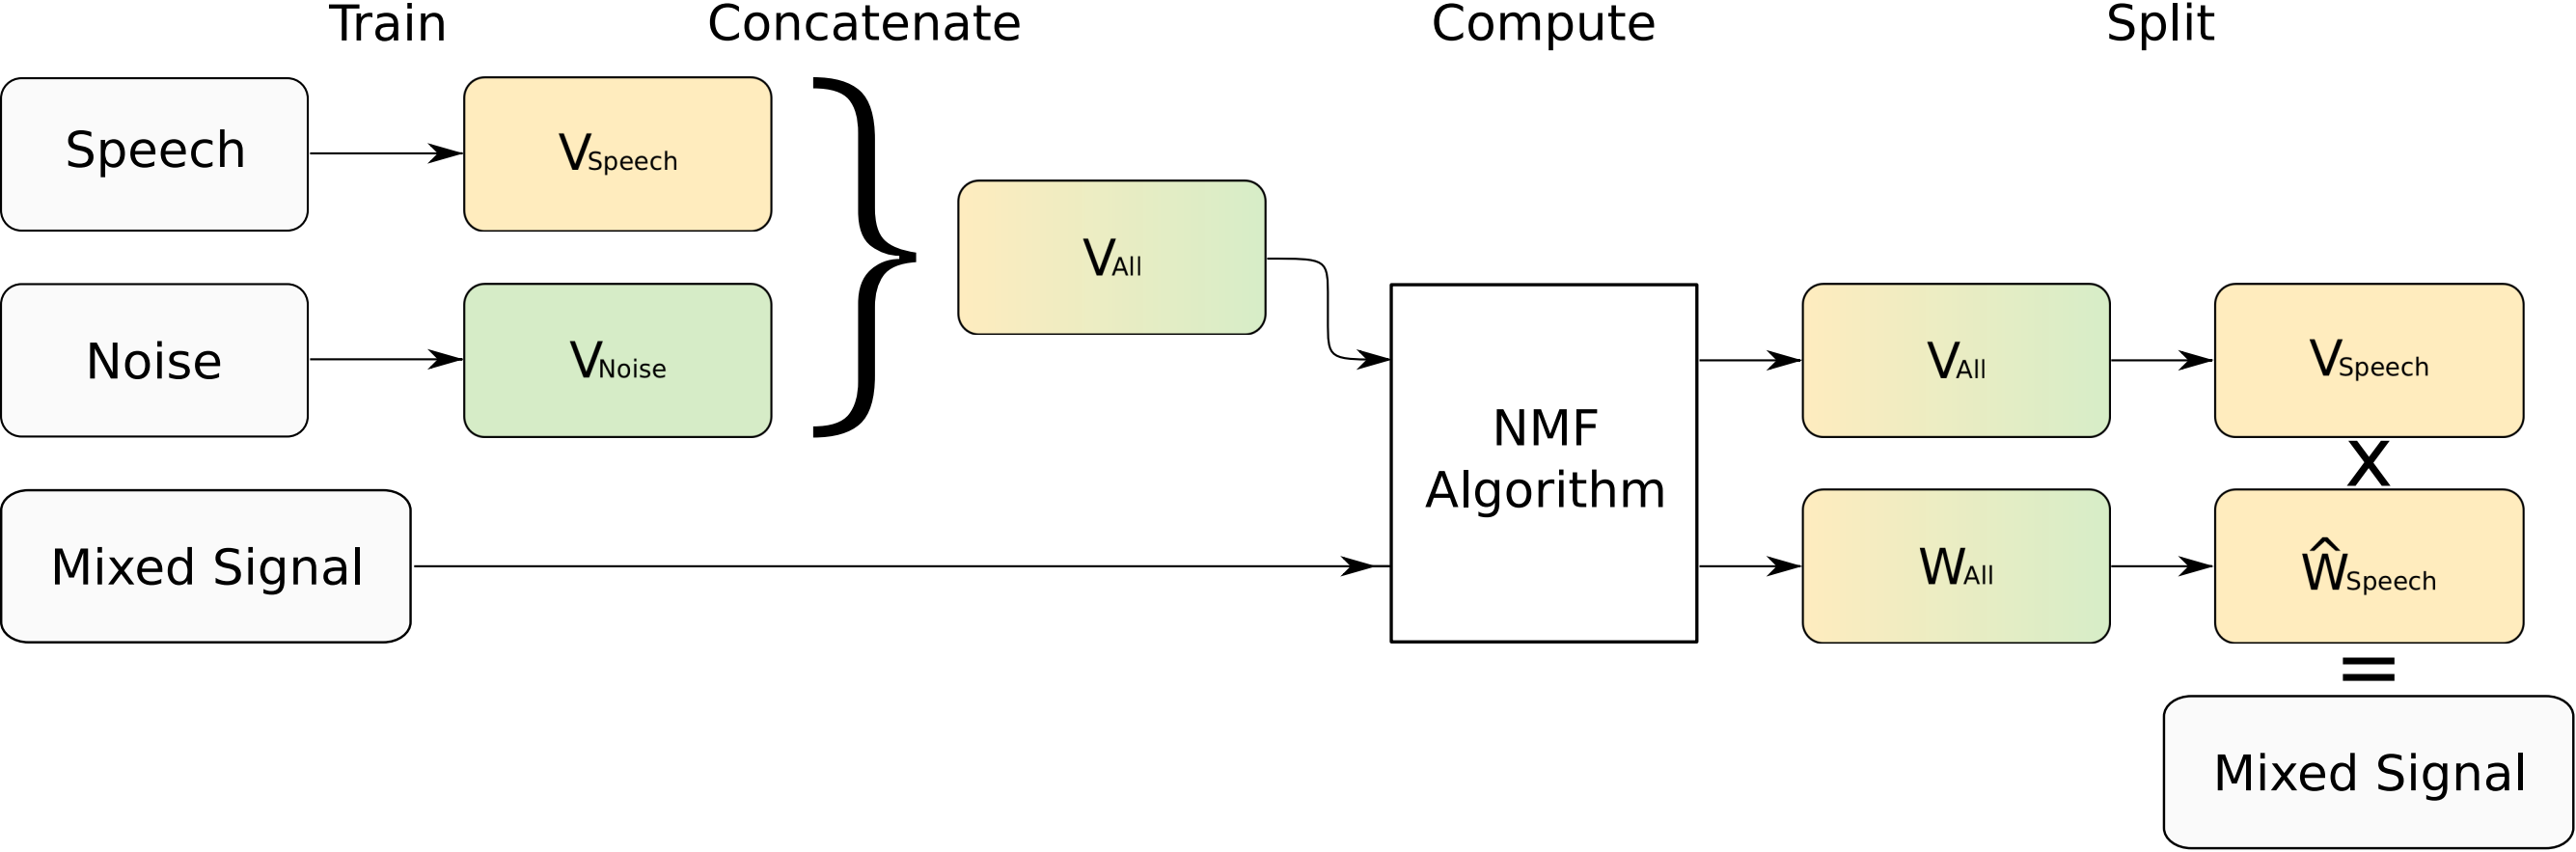 Train
Concatenate
Compute
Split
Speech
VSpeech
Noise
VNoise
VAll
Mixed Signal
NMF
Algorithm
VAll
VSpeech
x
WAll
ŴSpeech
=
Mixed Signal